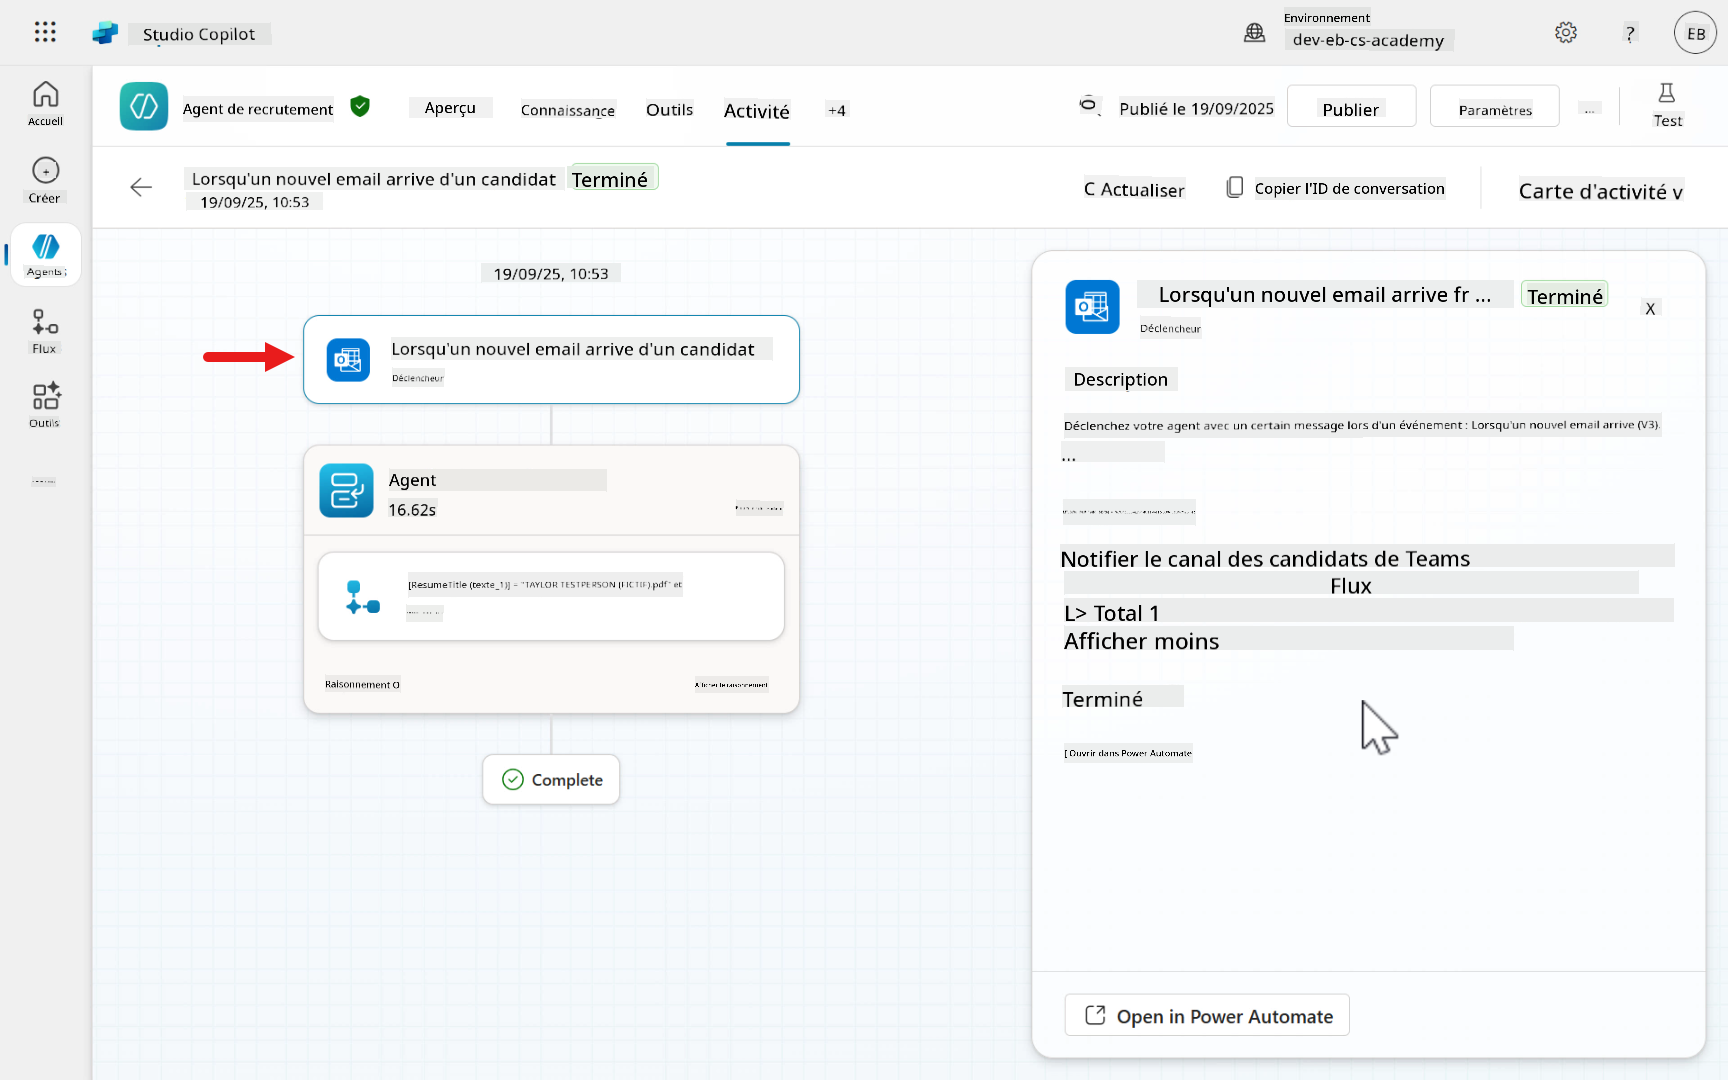 Studio Copilot
Environnement
dev-eb-cs-academy
?
EB
Accueil
Créer
Agents
Flux
Outils
Agent de recrutement
Aperçu
Connaissance
Outils
Activité
+4
Publié le 19/09/2025
Publier
Paramètres
...
Test
Lorsqu'un nouvel email arrive d'un candidat
Terminé
19/09/25, 10:53
C Actualiser
Copier l'ID de conversation
Carte d'activité v
19/09/25, 10:53
Lorsqu'un nouvel email arrive d'un candidat
Déclencheur
Agent
16.62s
[ResumeTitle (texte_1)] = "TAYLOR TESTPERSON (FICTIF).pdf" et
Raisonnement O
Afficher le raisonnement
Complete
Lorsqu'un nouvel email arrive fr ...
Terminé
X
Déclencheur
Description
Déclenchez votre agent avec un certain message lors d'un événement : Lorsqu'un nouvel email arrive (V3).
...
Notifier le canal des candidats de Teams
Flux
L> Total 1
Afficher moins
Terminé
[ Ouvrir dans Power Automate
Open in Power Automate